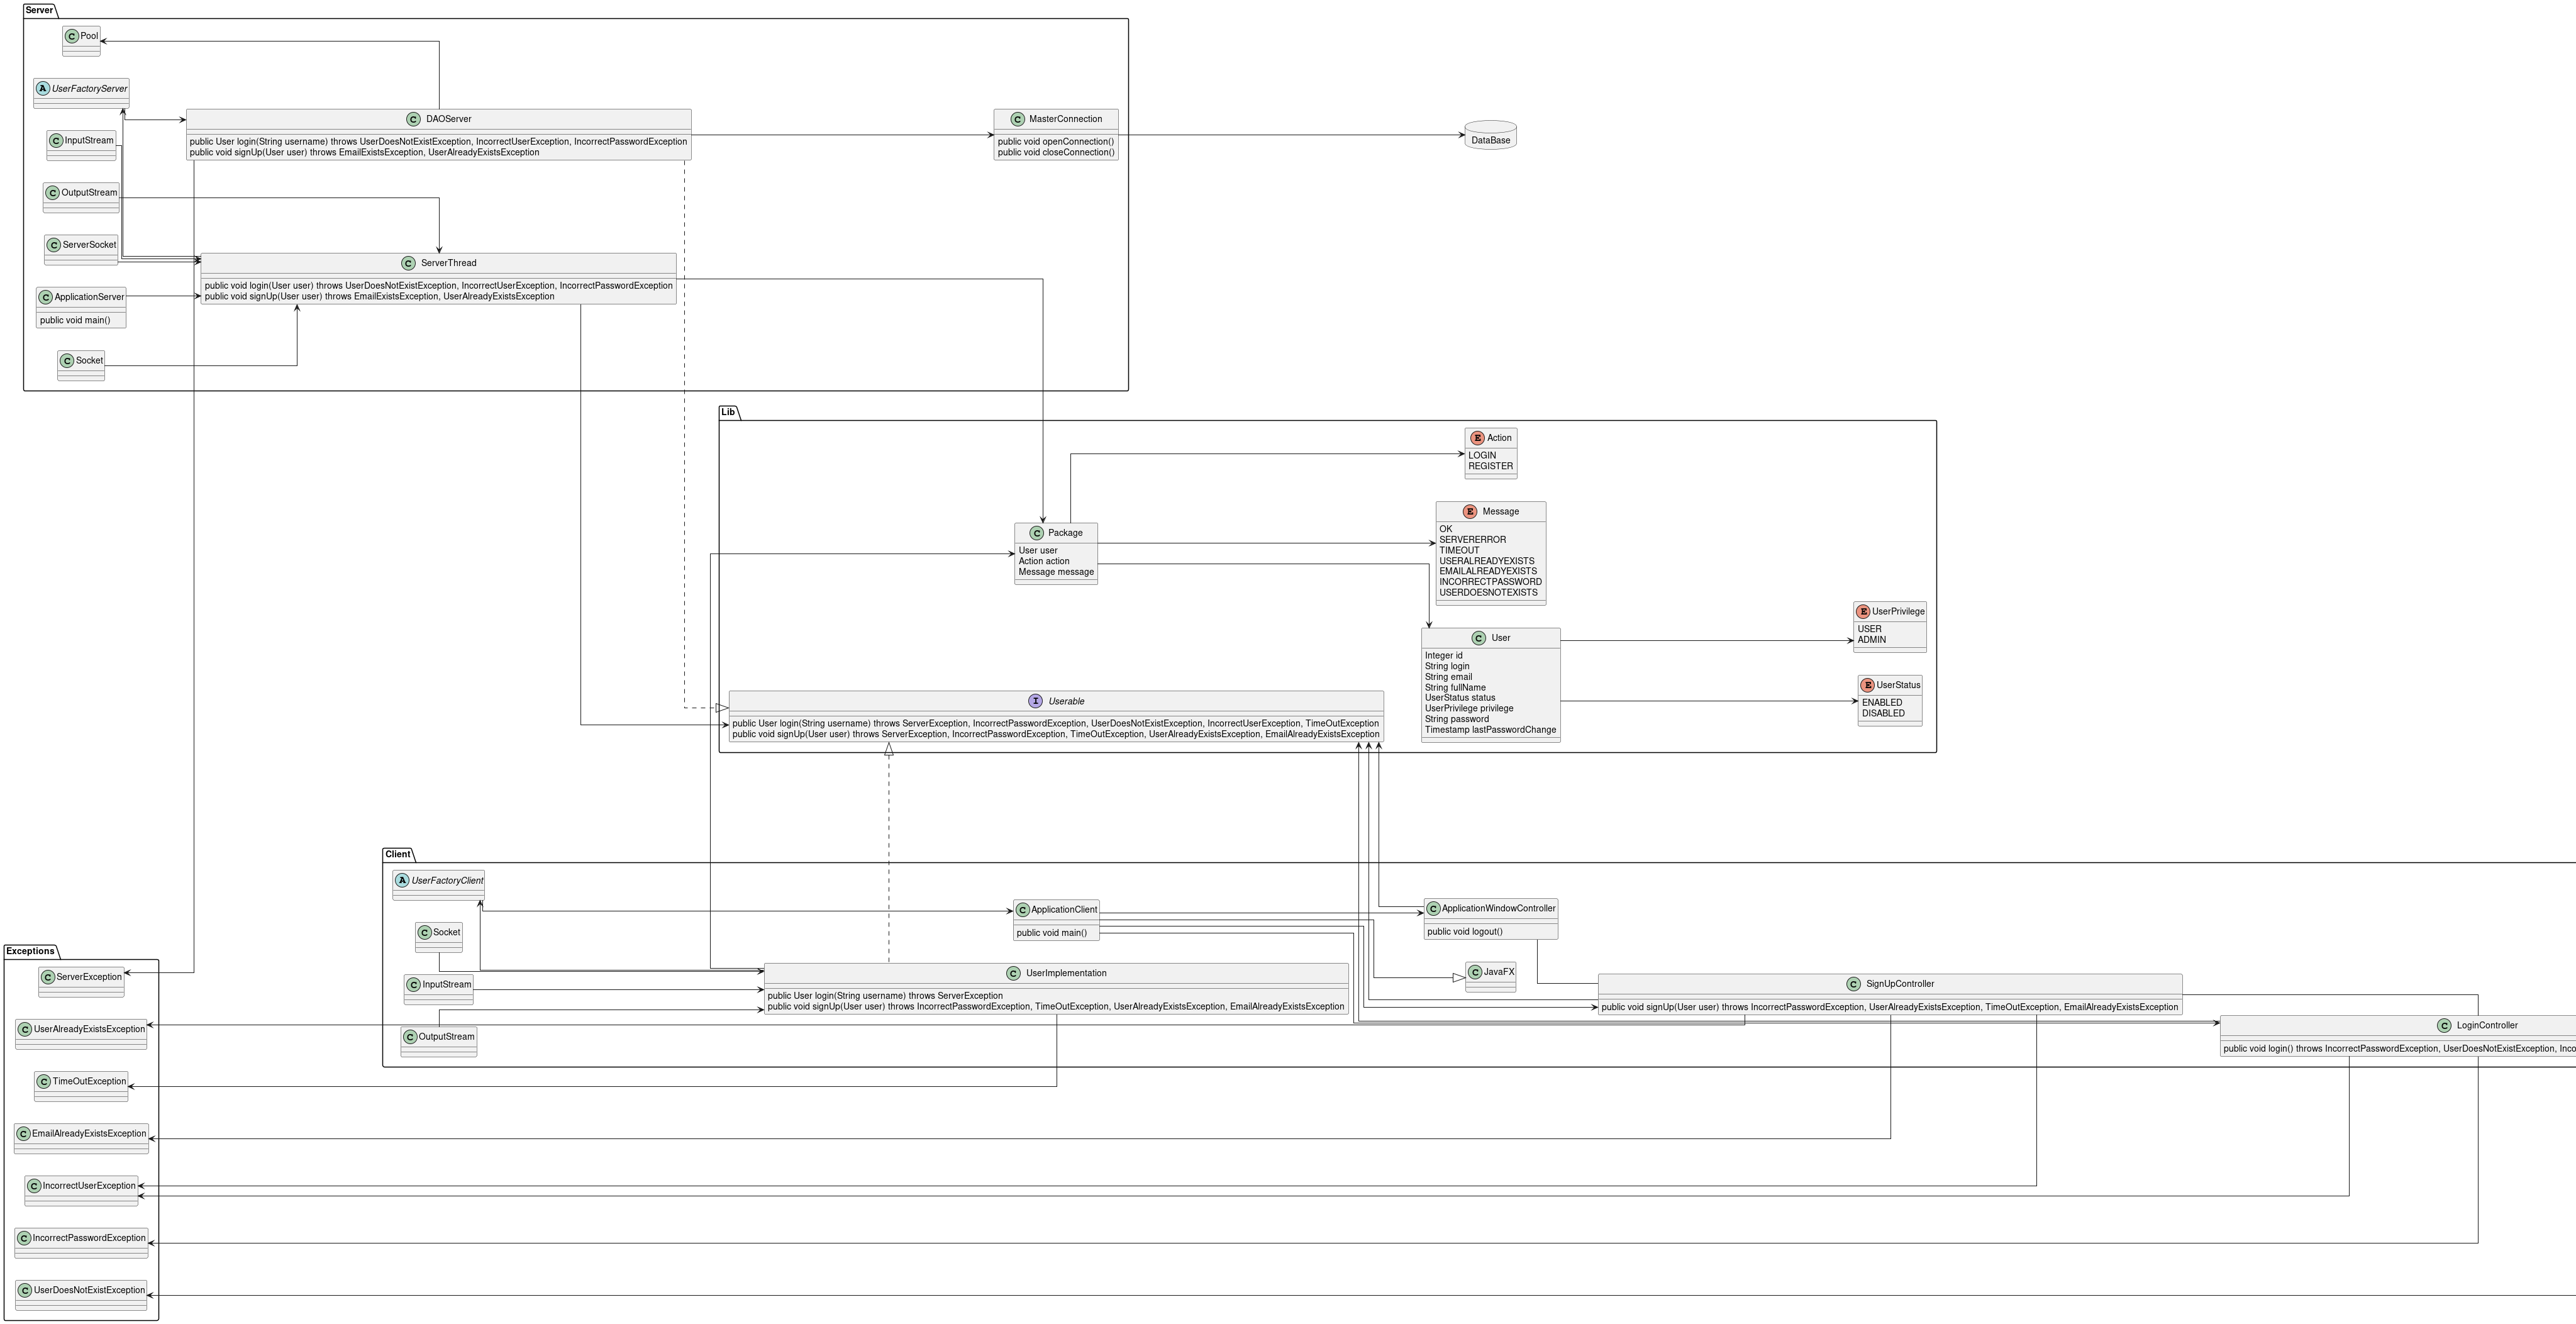 Server
C Pool
A UserFactoryServer
C InputStream
C OutputStream
C ServerSocket
C ApplicationServer
public void main()
C Socket
C DAOServer
public User login(String username) throws UserDoesNotExistException, IncorrectUserException, IncorrectPasswordException
public void signUp(User user) throws EmailExistsException, UserAlreadyExistsException
C ServerThread
public void login(User user) throws UserDoesNotExistException, IncorrectUserException, IncorrectPasswordException
public void signUp(User user) throws EmailExistsException, UserAlreadyExistsException
C MasterConnection
public void openConnection()
public void closeConnection()
DataBase
Lib
E Action
LOGIN
REGISTER
C Package
User user
Action action
Message message
E Message
OK
SERVERERROR
TIMEOUT
USERALREADYEXISTS
EMAILALREADYEXISTS
INCORRECTPASSWORD
USERDOESNOTEXISTS
C User
Integer id
String login
String email
String fullName
UserStatus status
UserPrivilege privilege
String password
Timestamp lastPasswordChange
E UserPrivilege
USER
ADMIN
E UserStatus
ENABLED
DISABLED
I Userable
public User login(String username) throws ServerException, IncorrectPasswordException, UserDoesNotExistException, IncorrectUserException, TimeOutException
public void signUp(User user) throws ServerException, IncorrectPasswordException, TimeOutException, UserAlreadyExistsException, EmailAlreadyExistsException
Client
A UserFactoryClient
C Socket
C InputStream
C OutputStream
C ApplicationClient
public void main()
C UserImplementation
public User login(String username) throws ServerException
public void signUp(User user) throws IncorrectPasswordException, TimeOutException, UserAlreadyExistsException, EmailAlreadyExistsException
C ApplicationWindowController
public void logout()
C JavaFX
C SignUpController
public void signUp(User user) throws IncorrectPasswordException, UserAlreadyExistsException, TimeOutException, EmailAlreadyExistsException
C LoginController
public void login() throws IncorrectPasswordException, UserDoesNotExistException, Inco
Exceptions
C ServerException
C UserAlreadyExistsException
C TimeOutException
C EmailAlreadyExistsException
C IncorrectUserException
C IncorrectPasswordException
C UserDoesNotExistException